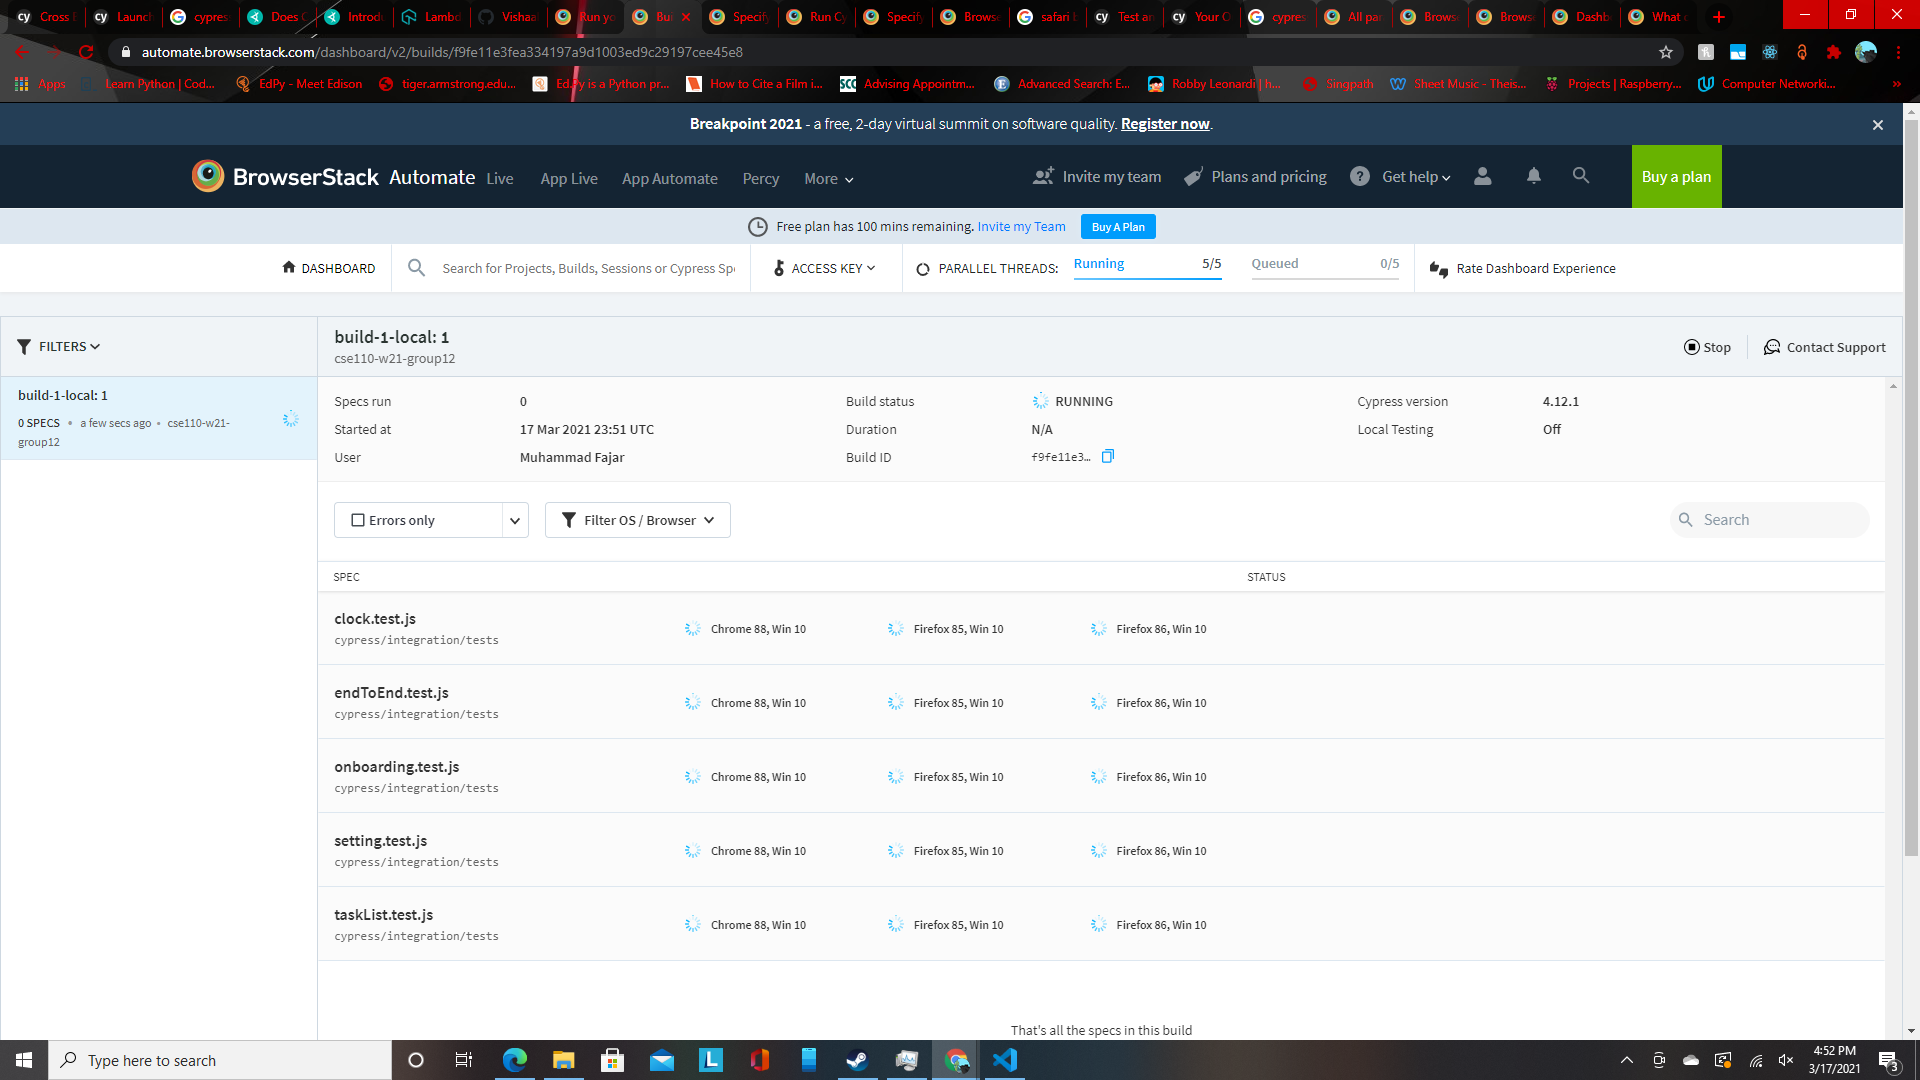 Cross
Launch
cypres
Does C
Introdu
Lambd
Vishaa
Run yo
Bui
Specify
Run Cy
Specify
Browse
safari b
Test an
Your O
cypres
All par
Browse
Browse
Dashb
What
automate.browserstack.com/dashboard/v2/builds/f9fe11e3fea334197a9d1003ed9c29197cee45e8
Apps
Learn Python | Cod...
EdPy - Meet Edison
tiger.armstrong.edu...
EdPy is a Python pr...
How to Cite a Film i...
Advising Appointm...
Advanced Search: E...
Robby Leonardi | h...
Singpath
Sheet Music - Theis...
Projects | Raspberry...
Computer Networki...
Breakpoint 2021 - a free, 2-day virtual summit on software quality. Register now.
BrowserStack Automate
Live
App Live
App Automate
Percy
More
Invite my team
Plans and pricing
Get help
Buy a plan
Free plan has 100 mins remaining. Invite my Team
Buy A Plan
DASHBOARD
Search for Projects, Builds, Sessions or Cypress Spe
ACCESS KEY
PARALLEL THREADS:
Running 5/5
Queued 0/5
Rate Dashboard Experience
FILTERS
build-1-local: 1
cse110-w21-group12
Stop
Contact Support
build-1-local: 1
0 SPECS • a few secs ago • cse110-w21-
group12
Specs run 0
Build status RUNNING
Cypress version 4.12.1
Started at 17 Mar 2021 23:51 UTC
Duration N/A
Local Testing Off
User Muhammad Fajar
Build ID f9fe11e3...
Errors only
Filter OS / Browser
Search
SPEC STATUS
clock.test.js
cypress/integration/tests
Chrome 88, Win 10 Firefox 85, Win 10 Firefox 86, Win 10
endToEnd.test.js
cypress/integration/tests
Chrome 88, Win 10 Firefox 85, Win 10 Firefox 86, Win 10
onboarding.test.js
cypress/integration/tests
Chrome 88, Win 10 Firefox 85, Win 10 Firefox 86, Win 10
setting.test.js
cypress/integration/tests
Chrome 88, Win 10 Firefox 85, Win 10 Firefox 86, Win 10
taskList.test.js
cypress/integration/tests
Chrome 88, Win 10 Firefox 85, Win 10 Firefox 86, Win 10
That's all the specs in this build
Type here to search
4:52 PM
3/17/2021
3